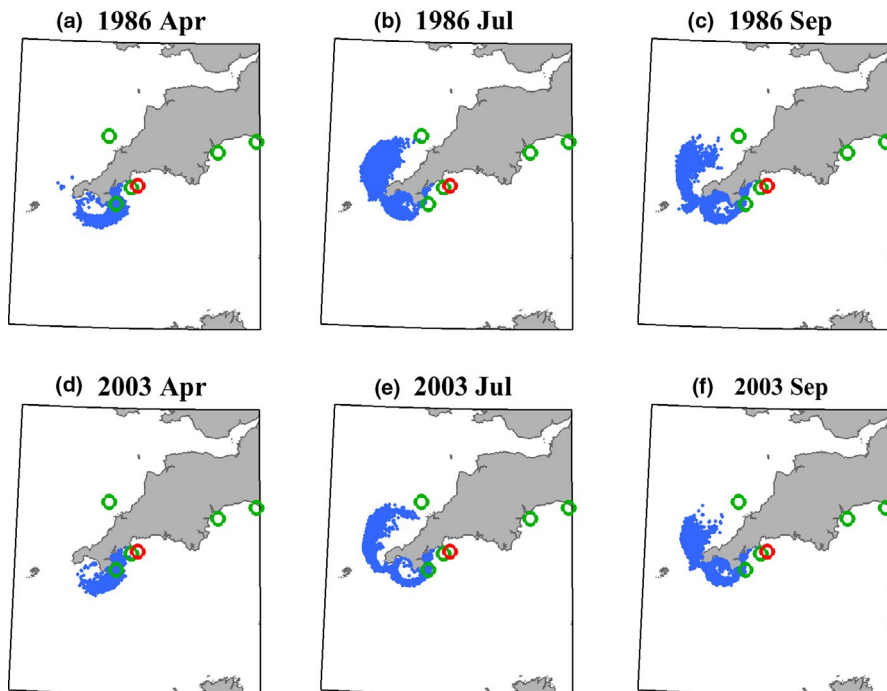 (a) 1986 Apr
(b) 1986 Jul
(c) 1986 Sep
(d) 2003 Apr
(e) 2003 Jul
(f) 2003 Sep